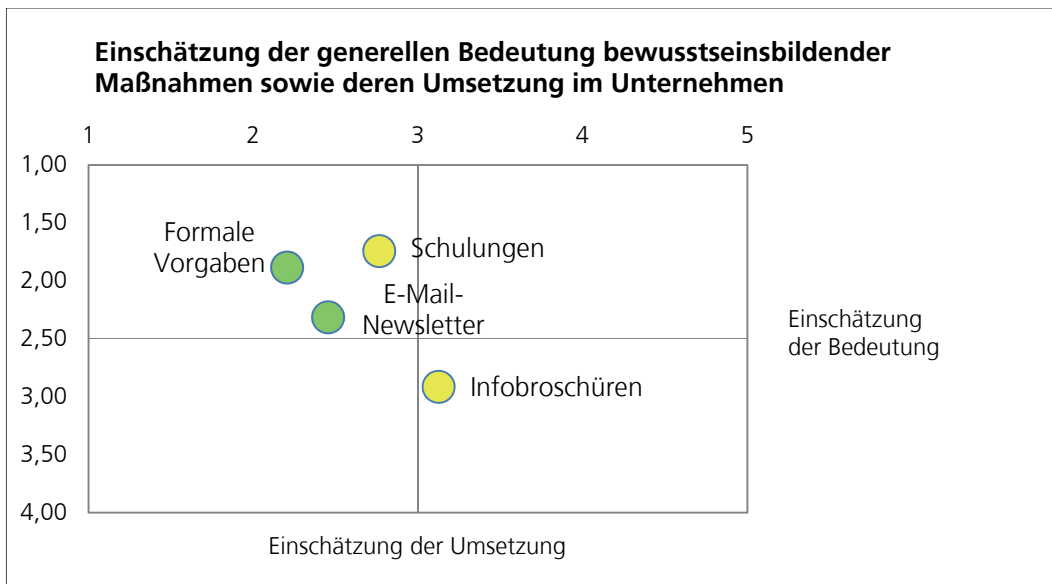 Einschätzung der generellen Bedeutung bewusstseinsbildender
Maßnahmen sowie deren Umsetzung im Unternehmen
1 2 3 4 5
1,00
1,50
2,00
2,50
3,00
3,50
4,00
Formale
Vorgaben
Schulungen
E-Mail-
Newsletter
Infobroschüren
Einschätzung
der Bedeutung
Einschätzung der Umsetzung